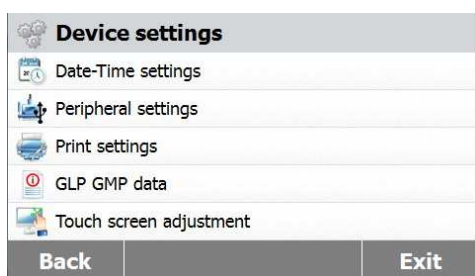 Device settings
Date-Time settings
Peripheral settings
Print settings
GLP GMP data
Touch screen adjustment
Back Exit